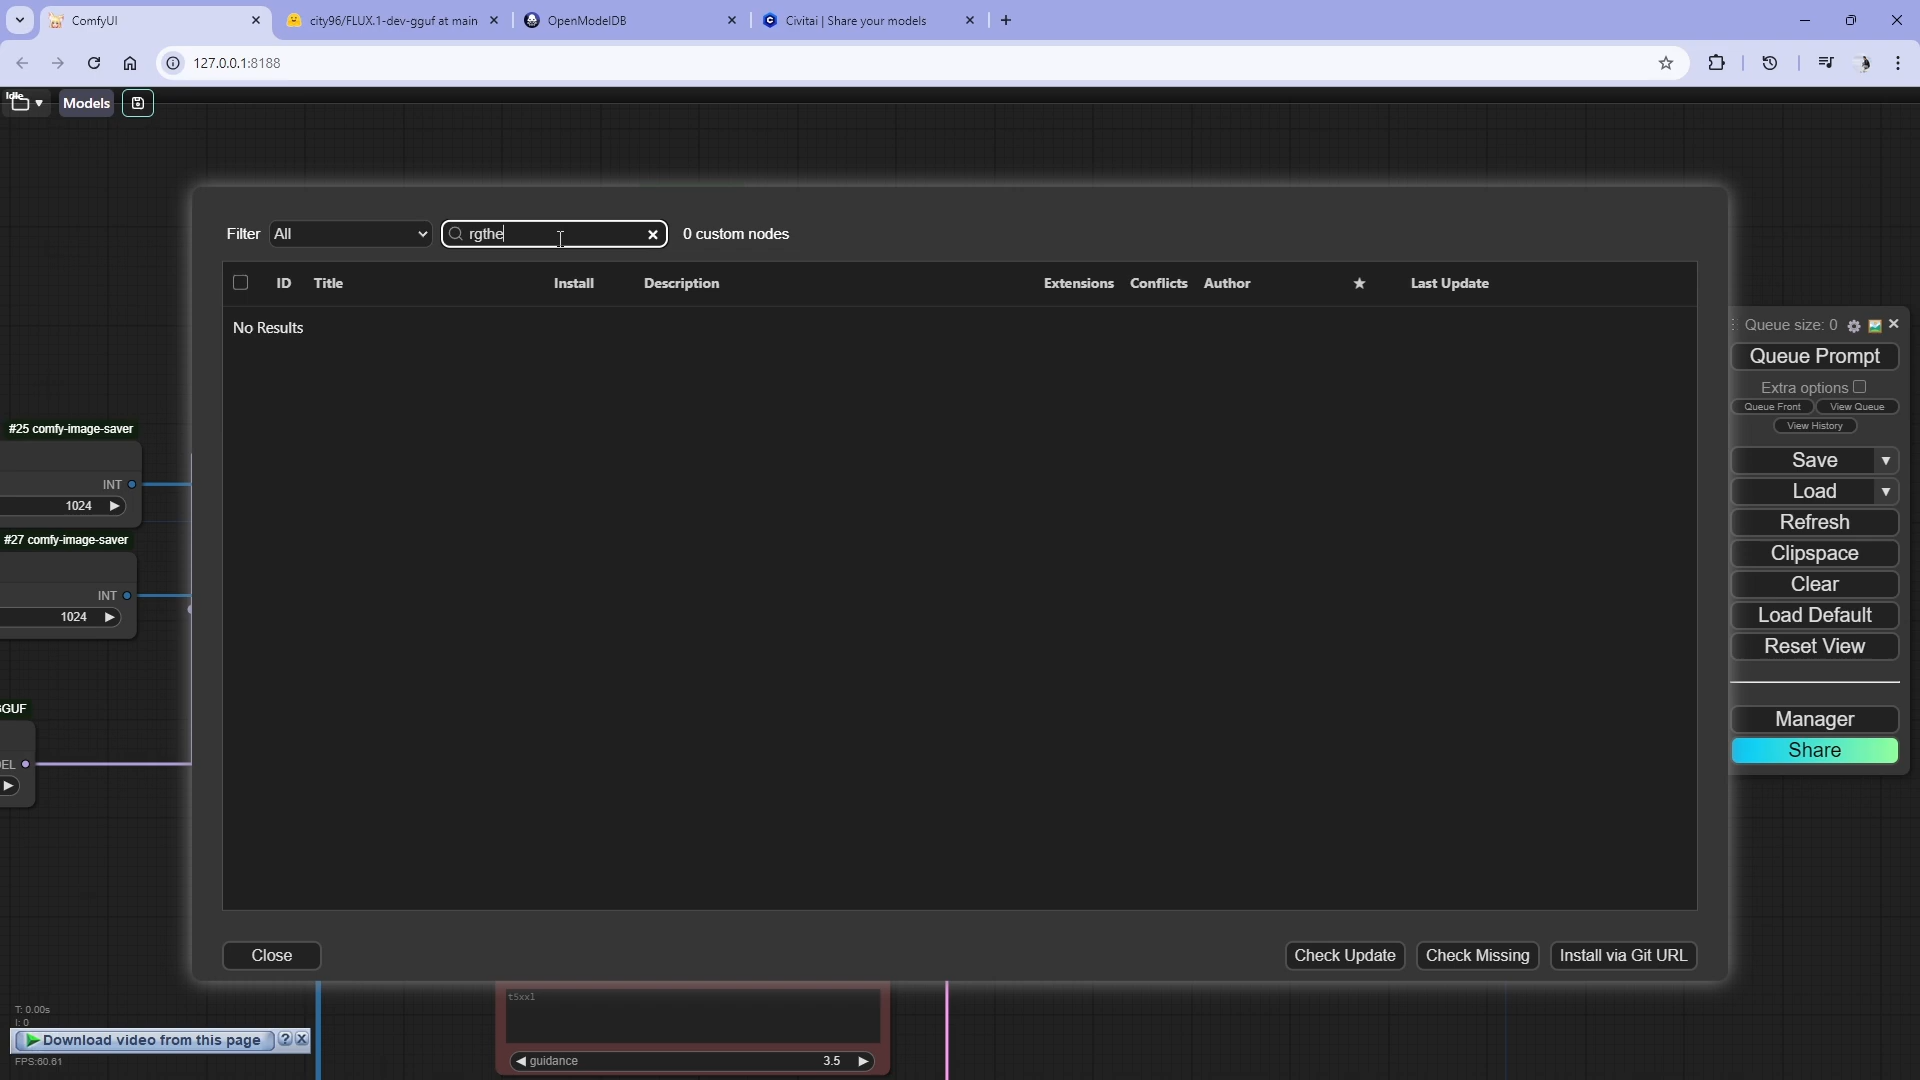 ComfyUI
city96/FLUX.1-dev-gguf at main
OpenModelDB
Civitai | Share your models
127.0.0.1:8188
Idle
Models
Filter All rgthe 0 custom nodes
ID Title Install Description Extensions Conflicts Author ★ Last Update
No Results
Queue size: 0
Queue Prompt
Extra options
Queue Front View Queue
View History
#25 comfy-image-saver
Save
INT
Load
1024
Refresh
#27 comfy-image-saver
Clipspace
Clear
INT
1024
Load Default
Reset View
GGUF
Manager
Share
EL
Close Check Update Check Missing Install via Git URL
t5xxl
T: 0.00s
I: 0
Download video from this page ?
FPS:60.61
guidance 3.5